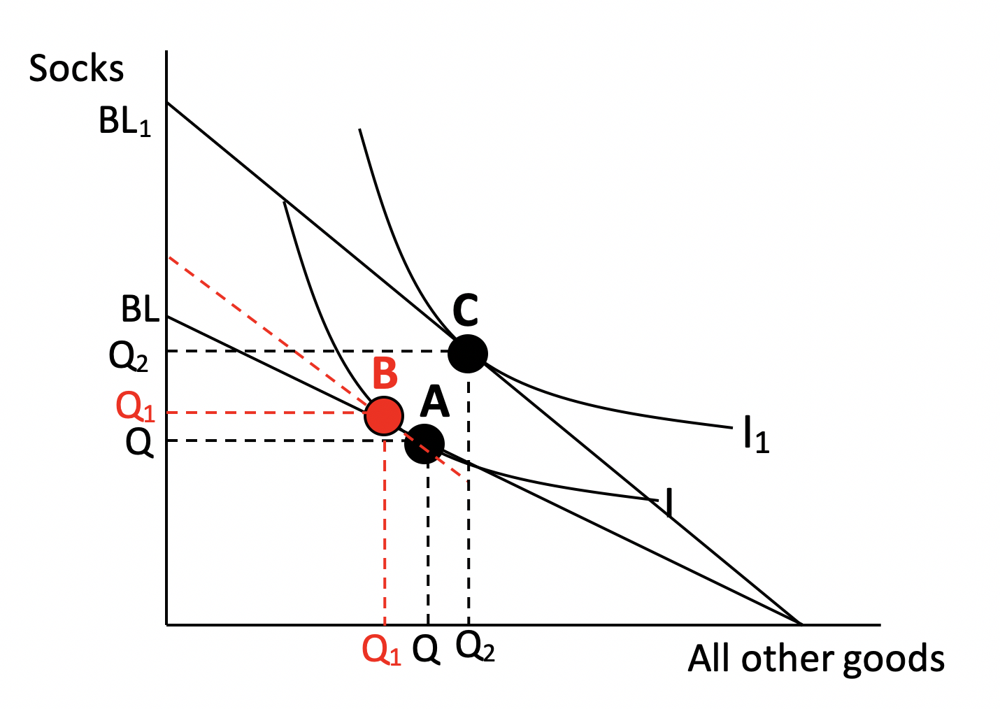 Socks
BL₁
BL
C
Q₂
B
A
Q₁
Q
I₁
I
Q₁ Q Q₂
All other goods